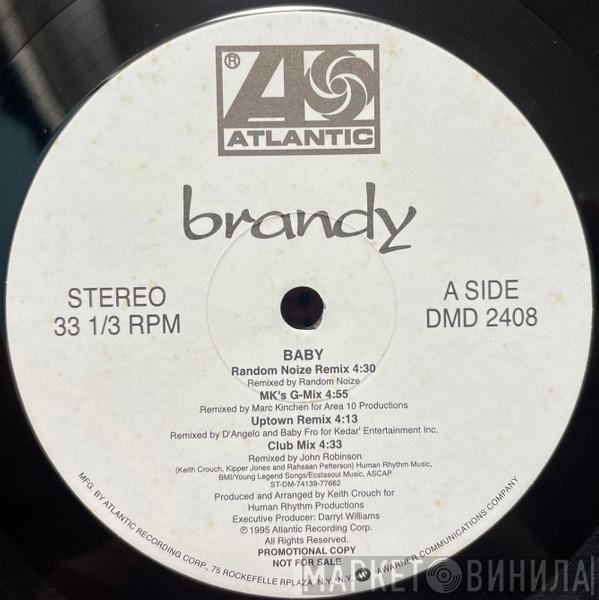 ®
ATLANTIC
brandy
STEREO
33 1/3 RPM
A SIDE
DMD 2408
BABY
Random Noize Remix 4:30
Remixed by Random Noize
MK's G-Mix 4:55
Remixed by Marc Kinchen for Area 10 Productions
Uptown Remix 4:13
Remixed by D'Angelo and Baby Fro for Kedar' Entertainment Inc.
Club Mix 4:33
Remixed by John Robinson
(Keith Crouch, Kipper Jones and Rahsaan Petterson) Human Rhythm Music,
BMI/Young Legend Songs/Ecstasoul Music, ASCAP.
ST-DM-74139-77662
Produced and Arranged by Keith Crouch for
Human Rhythm Productions
Executive Producer: Darryl Williams
℗©1995 Atlantic Recording Corp.
All Rights Reserved.
PROMOTIONAL COPY
NOT FOR SALE
MFG. BY ATLANTIC RECORDING CORP., 75 ROCKEFELLE RPLAZA, N.Y., N.Y. AWARNER COMMUNICATIONS COMPANY
МАРКЕТ ВИНИЛА